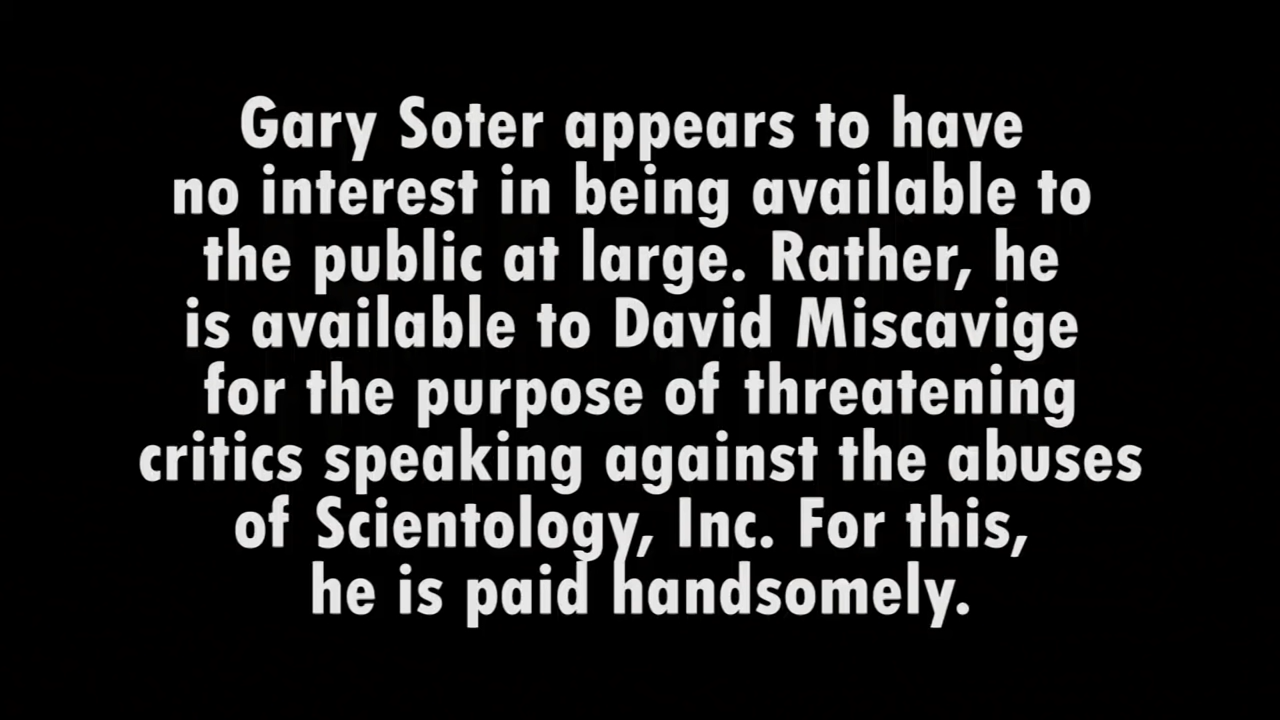 Gary Soter appears to have
no interest in being available to
the public at large. Rather, he
is available to David Miscavige
for the purpose of threatening
critics speaking against the abuses
of Scientology, Inc. For this,
he is paid handsomely.